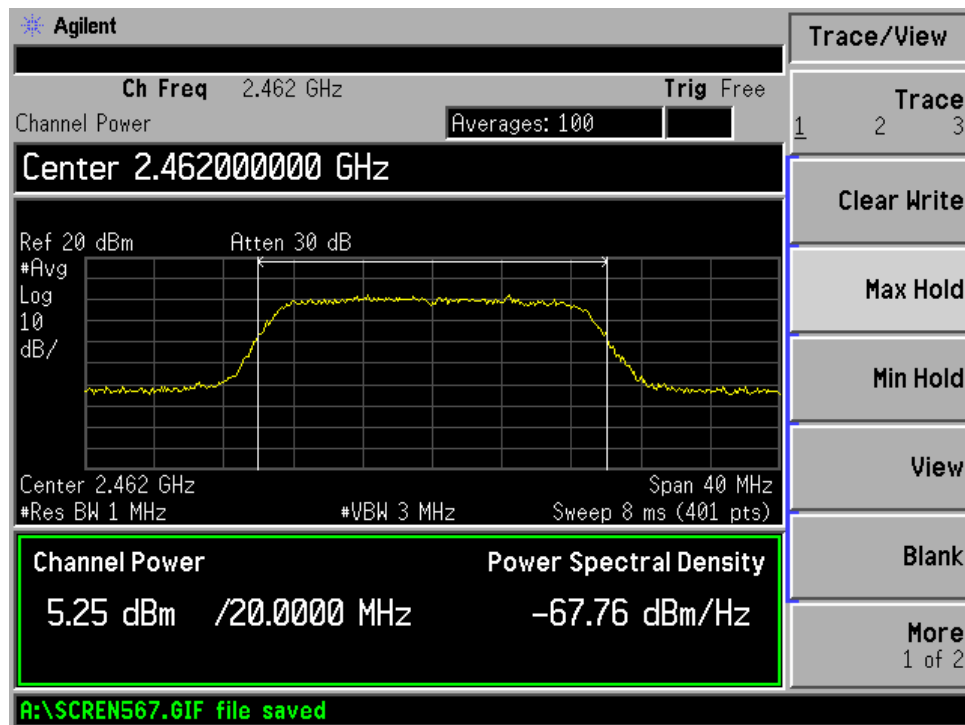 Agilent
Ch Freq 2.462 GHz Trig Free
Channel Power Averages: 100
Center 2.462000000 GHz
Ref 20 dBm Atten 30 dB
#Avg
Log
10
dB/
Center 2.462 GHz Span 40 MHz
#Res BW 1 MHz #VBW 3 MHz Sweep 8 ms (401 pts)
Channel Power Power Spectral Density
5.25 dBm /20.0000 MHz -67.76 dBm/Hz
A:\SCREN567.GIF file saved
Trace/View
Trace
1 2 3
Clear Write
Max Hold
Min Hold
View
Blank
More
1 of 2